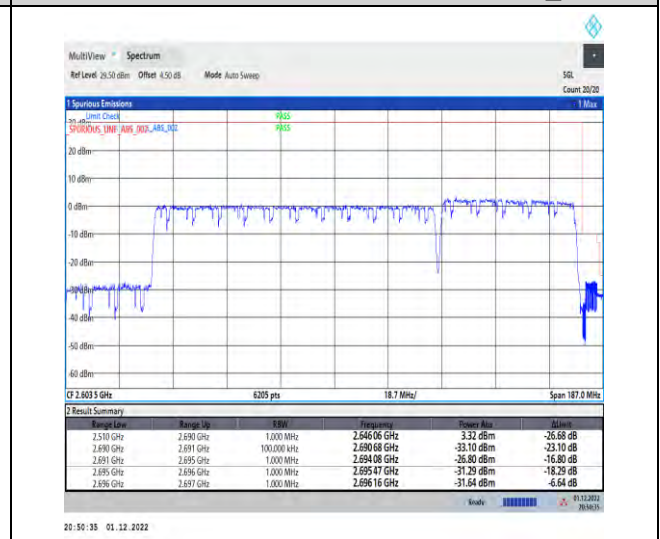 MultiView Spectrum
Ref Level 29.50 dBm Offset 4.50 dB Mode Auto Sweep SGL
Count 20/20
1 Spurious Emissions 1 Max
Limit Check PASS
SPURIOUS_LINE_ABS_002 PASS
20 dBm
10 dBm
0 dBm
-10 dBm
-20 dBm
-30 dBm
-40 dBm
-50 dBm
-60 dBm
CF 2.6035 GHz 6205 pts 18.7 MHz/ Span 187.0 MHz
2 Result Summary
Range Low Range Up RBW Frequency Power Abs ΔLimit
2.510 GHz 2.690 GHz 1.000 MHz 2.646 06 GHz 3.32 dBm -26.68 dB
2.690 GHz 2.691 GHz 100.000 kHz 2.690 68 GHz -33.10 dBm -23.10 dB
2.691 GHz 2.695 GHz 1.000 MHz 2.694 08 GHz -26.80 dBm -16.80 dB
2.695 GHz 2.696 GHz 1.000 MHz 2.695 47 GHz -31.29 dBm -18.29 dB
2.696 GHz 2.697 GHz 1.000 MHz 2.696 16 GHz -31.64 dBm -6.64 dB
Ready 01.12.2022
20:50:35
20:50:35 01.12.2022